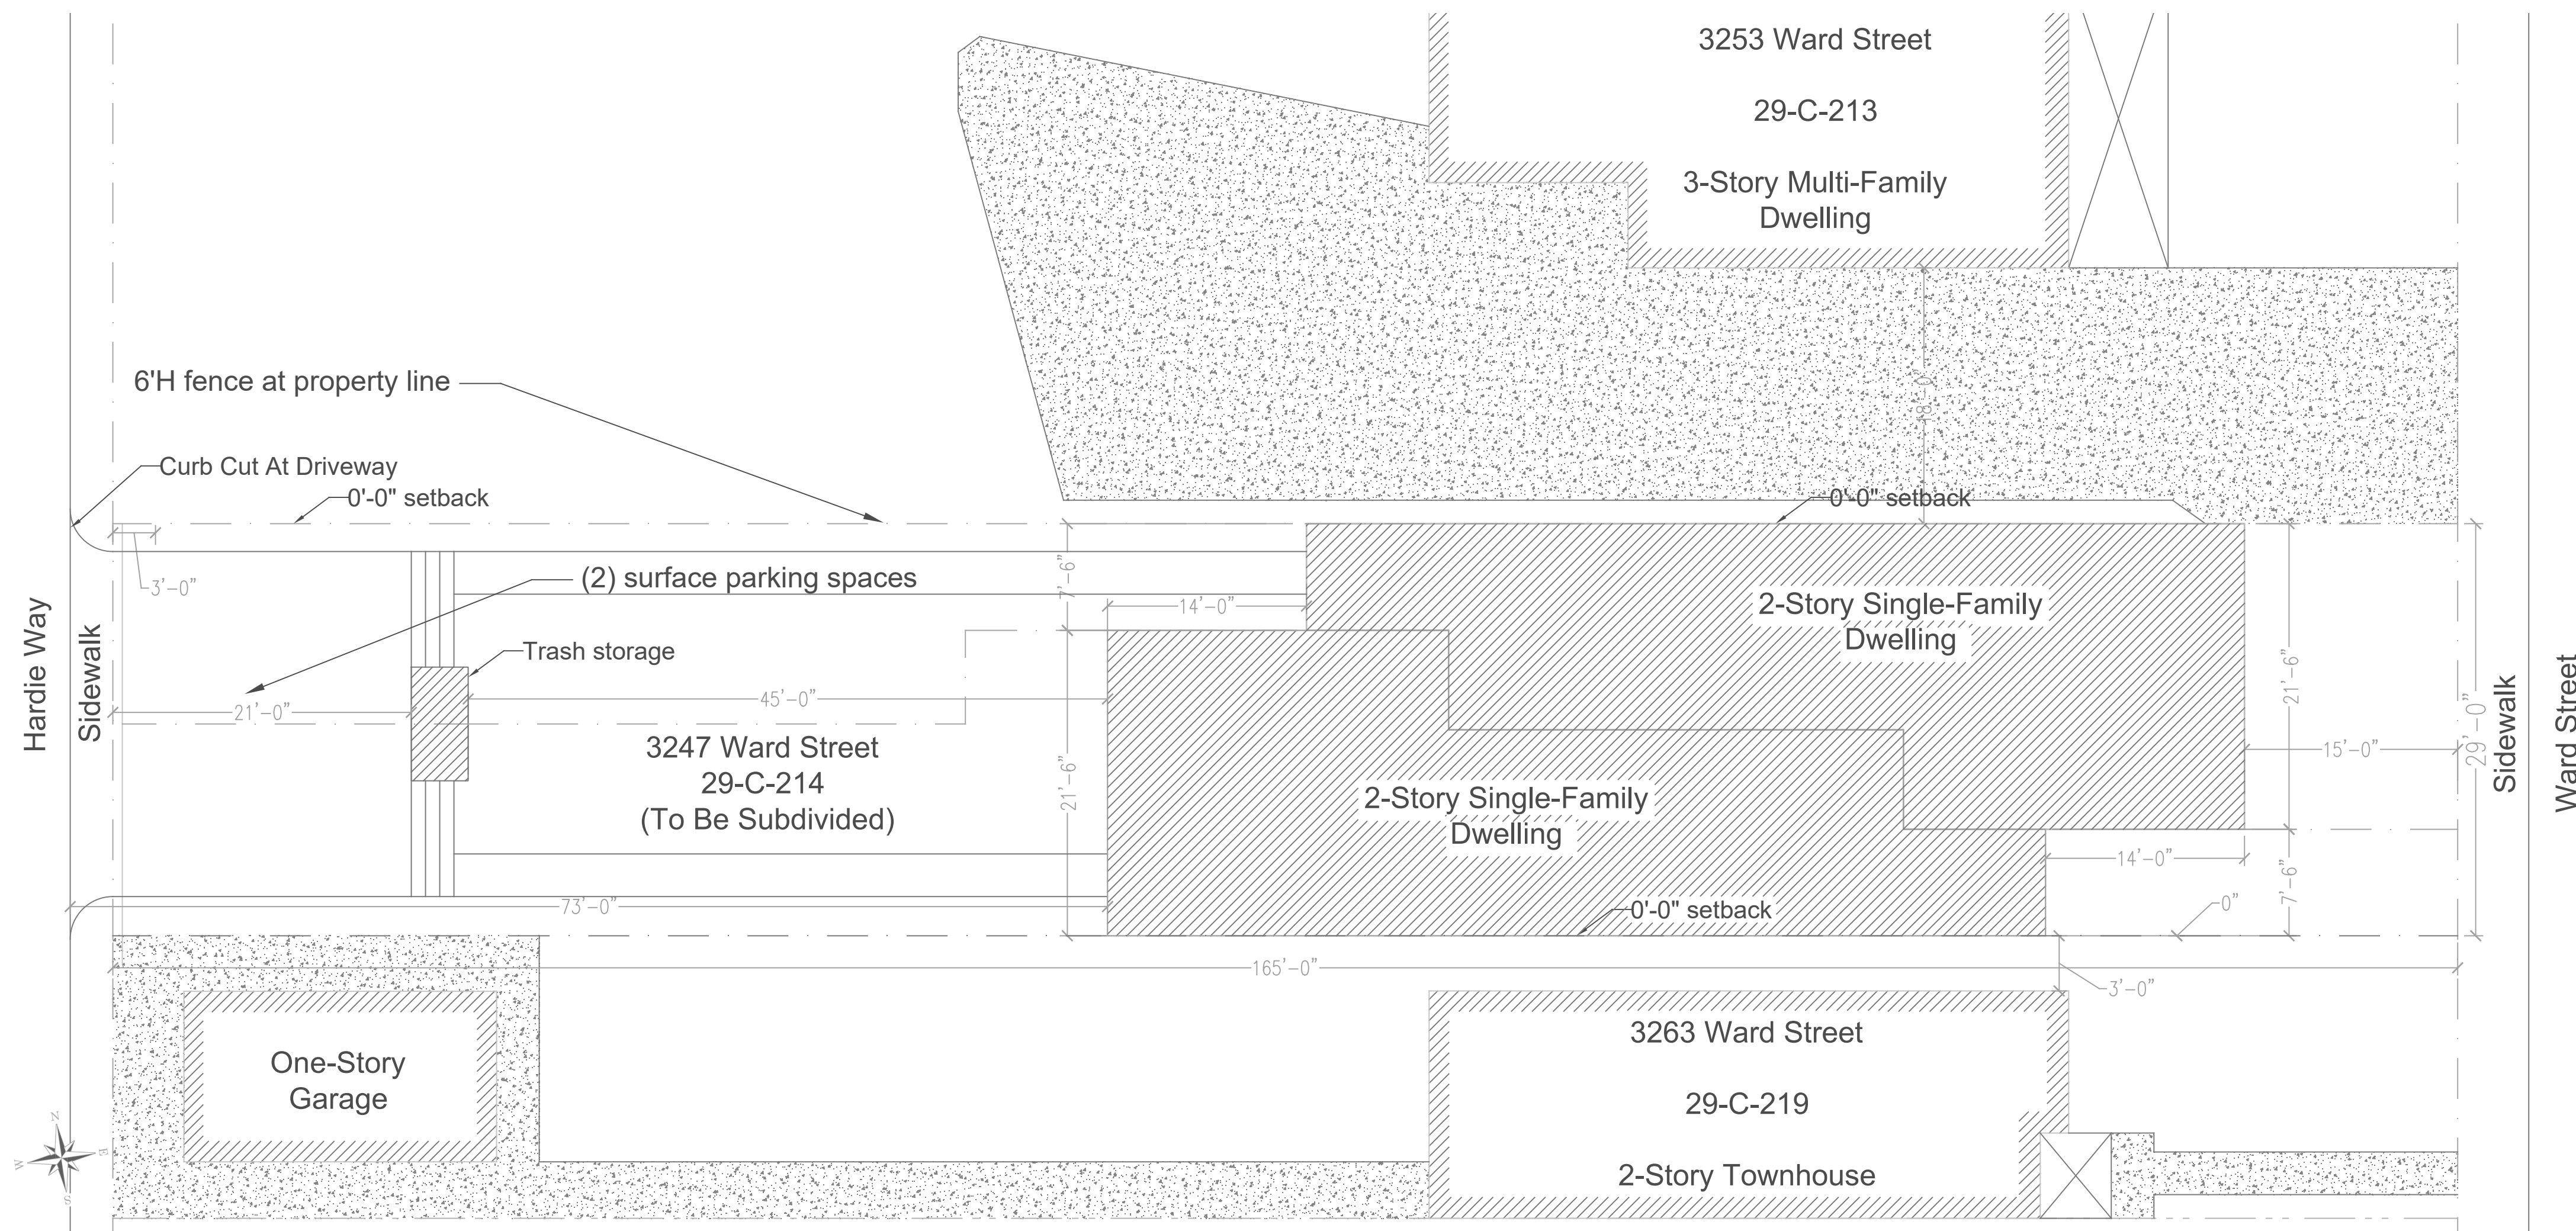 3253 Ward Street
29-C-213
3-Story Multi-Family
Dwelling
6'H fence at property line
Curb Cut At Driveway
0'-0" setback
0'-0" setback
18'-0"
3'-0"
(2) surface parking spaces
7'-6"
14'-0"
2-Story Single-Family
Dwelling
Hardie Way
Sidewalk
Trash storage
21'-0"
45'-0"
3247 Ward Street
29-C-214
(To Be Subdivided)
21'-6"
2-Story Single-Family
Dwelling
21'-6"
15'-0"
29'-0"
Sidewalk
Ward Street
14'-0"
7'-6"
0"
73'-0"
0'-0" setback
165'-0"
3'-0"
One-Story
Garage
3263 Ward Street
29-C-219
2-Story Townhouse
N
W
E
S